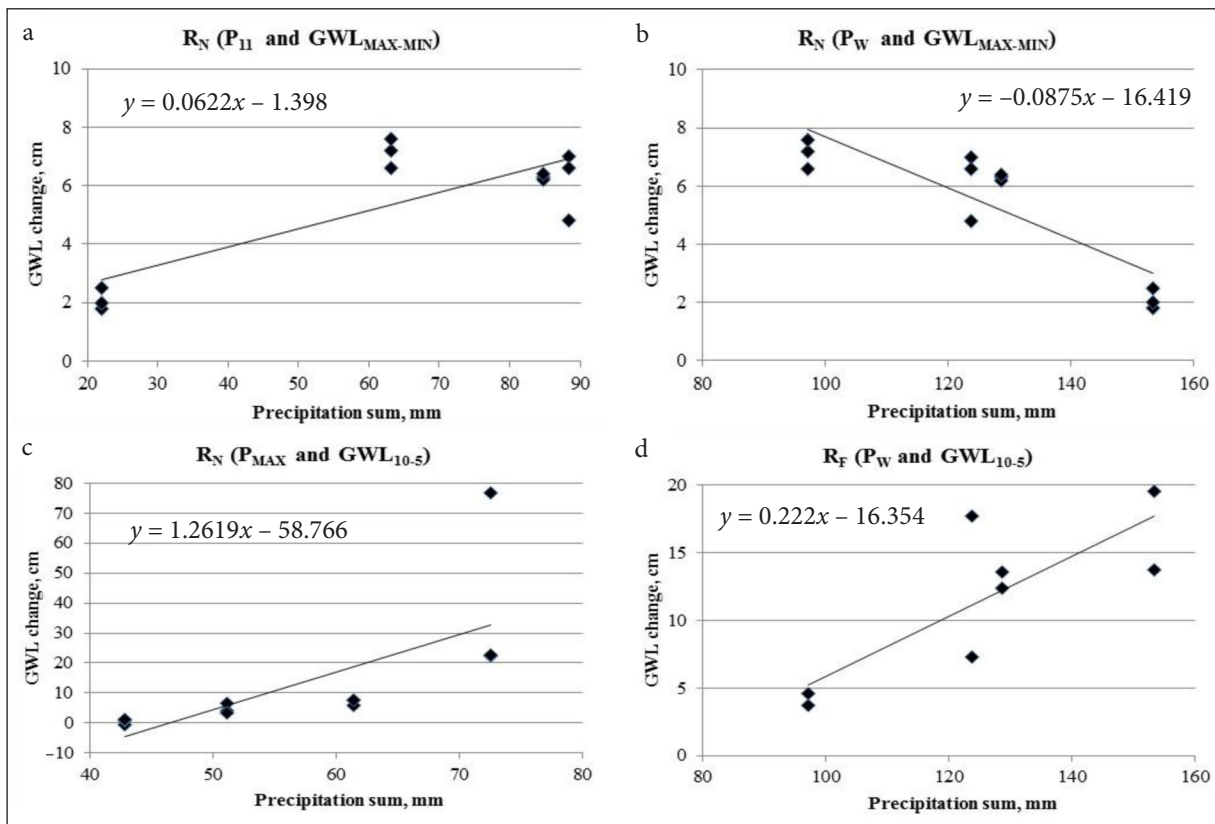 a
R_N (P_11 and GWL_MAX-MIN)
y = 0.0622x – 1.398
GWL change, cm
10
8
6
4
2
0
20 30 40 50 60 70 80 90
Precipitation sum, mm
b
R_N (P_W and GWL_MAX-MIN)
y = –0.0875x – 16.419
GWL change, cm
10
8
6
4
2
0
80 100 120 140 160
Precipitation sum, mm
c
R_N (P_MAX and GWL_10-5)
y = 1.2619x – 58.766
GWL change, cm
80
70
60
50
40
30
20
10
0
–10
40 50 60 70 80
Precipitation sum, mm
d
R_F (P_W and GWL_10-5)
y = 0.222x – 16.354
GWL change, cm
20
15
10
5
0
80 100 120 140 160
Precipitation sum, mm